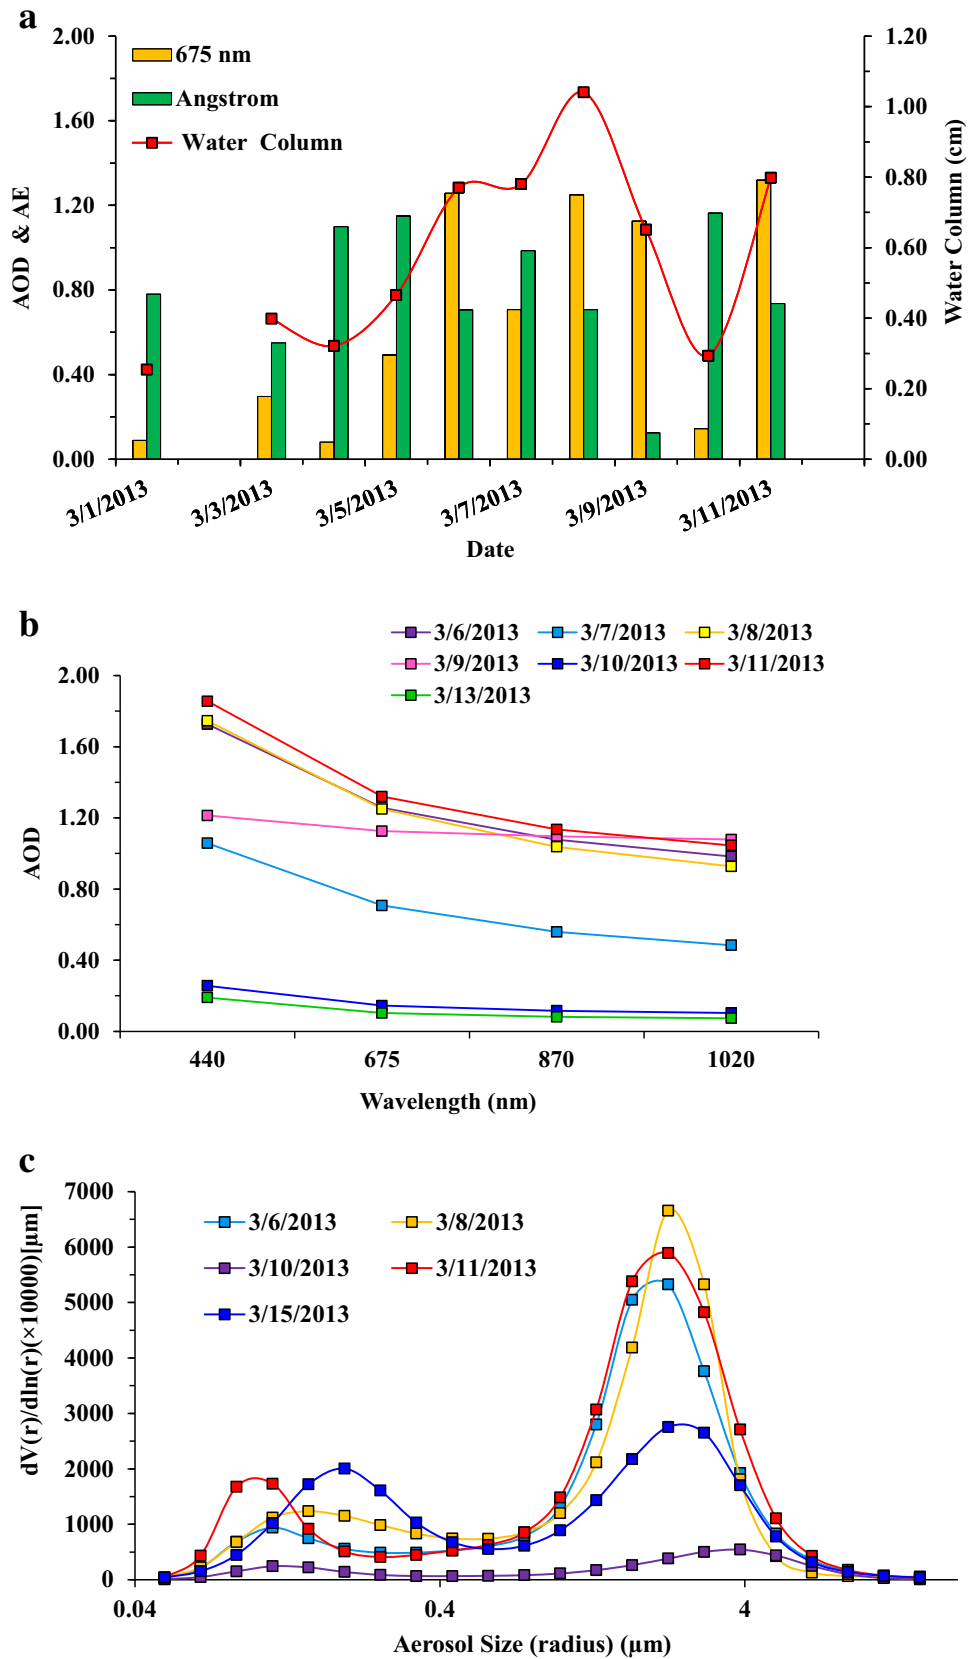 a
2.00
1.60
1.20
0.80
0.40
0.00
AOD & AE
675 nm
Angstrom
Water Column
1.20
1.00
0.80
0.60
0.40
0.20
0.00
Water Column (cm)
3/1/2013
3/3/2013
3/5/2013
3/7/2013
3/9/2013
3/11/2013
Date
b
3/6/2013 3/7/2013 3/8/2013
3/9/2013 3/10/2013 3/11/2013
3/13/2013
2.00
1.60
1.20
0.80
0.40
0.00
AOD
440 675 870 1020
Wavelength (nm)
c
7000
6000
5000
4000
3000
2000
1000
0
dV(r)/dln(r)(×10000)[µm]
3/6/2013 3/8/2013
3/10/2013 3/11/2013
3/15/2013
0.04 0.4 4
Aerosol Size (radius) (µm)